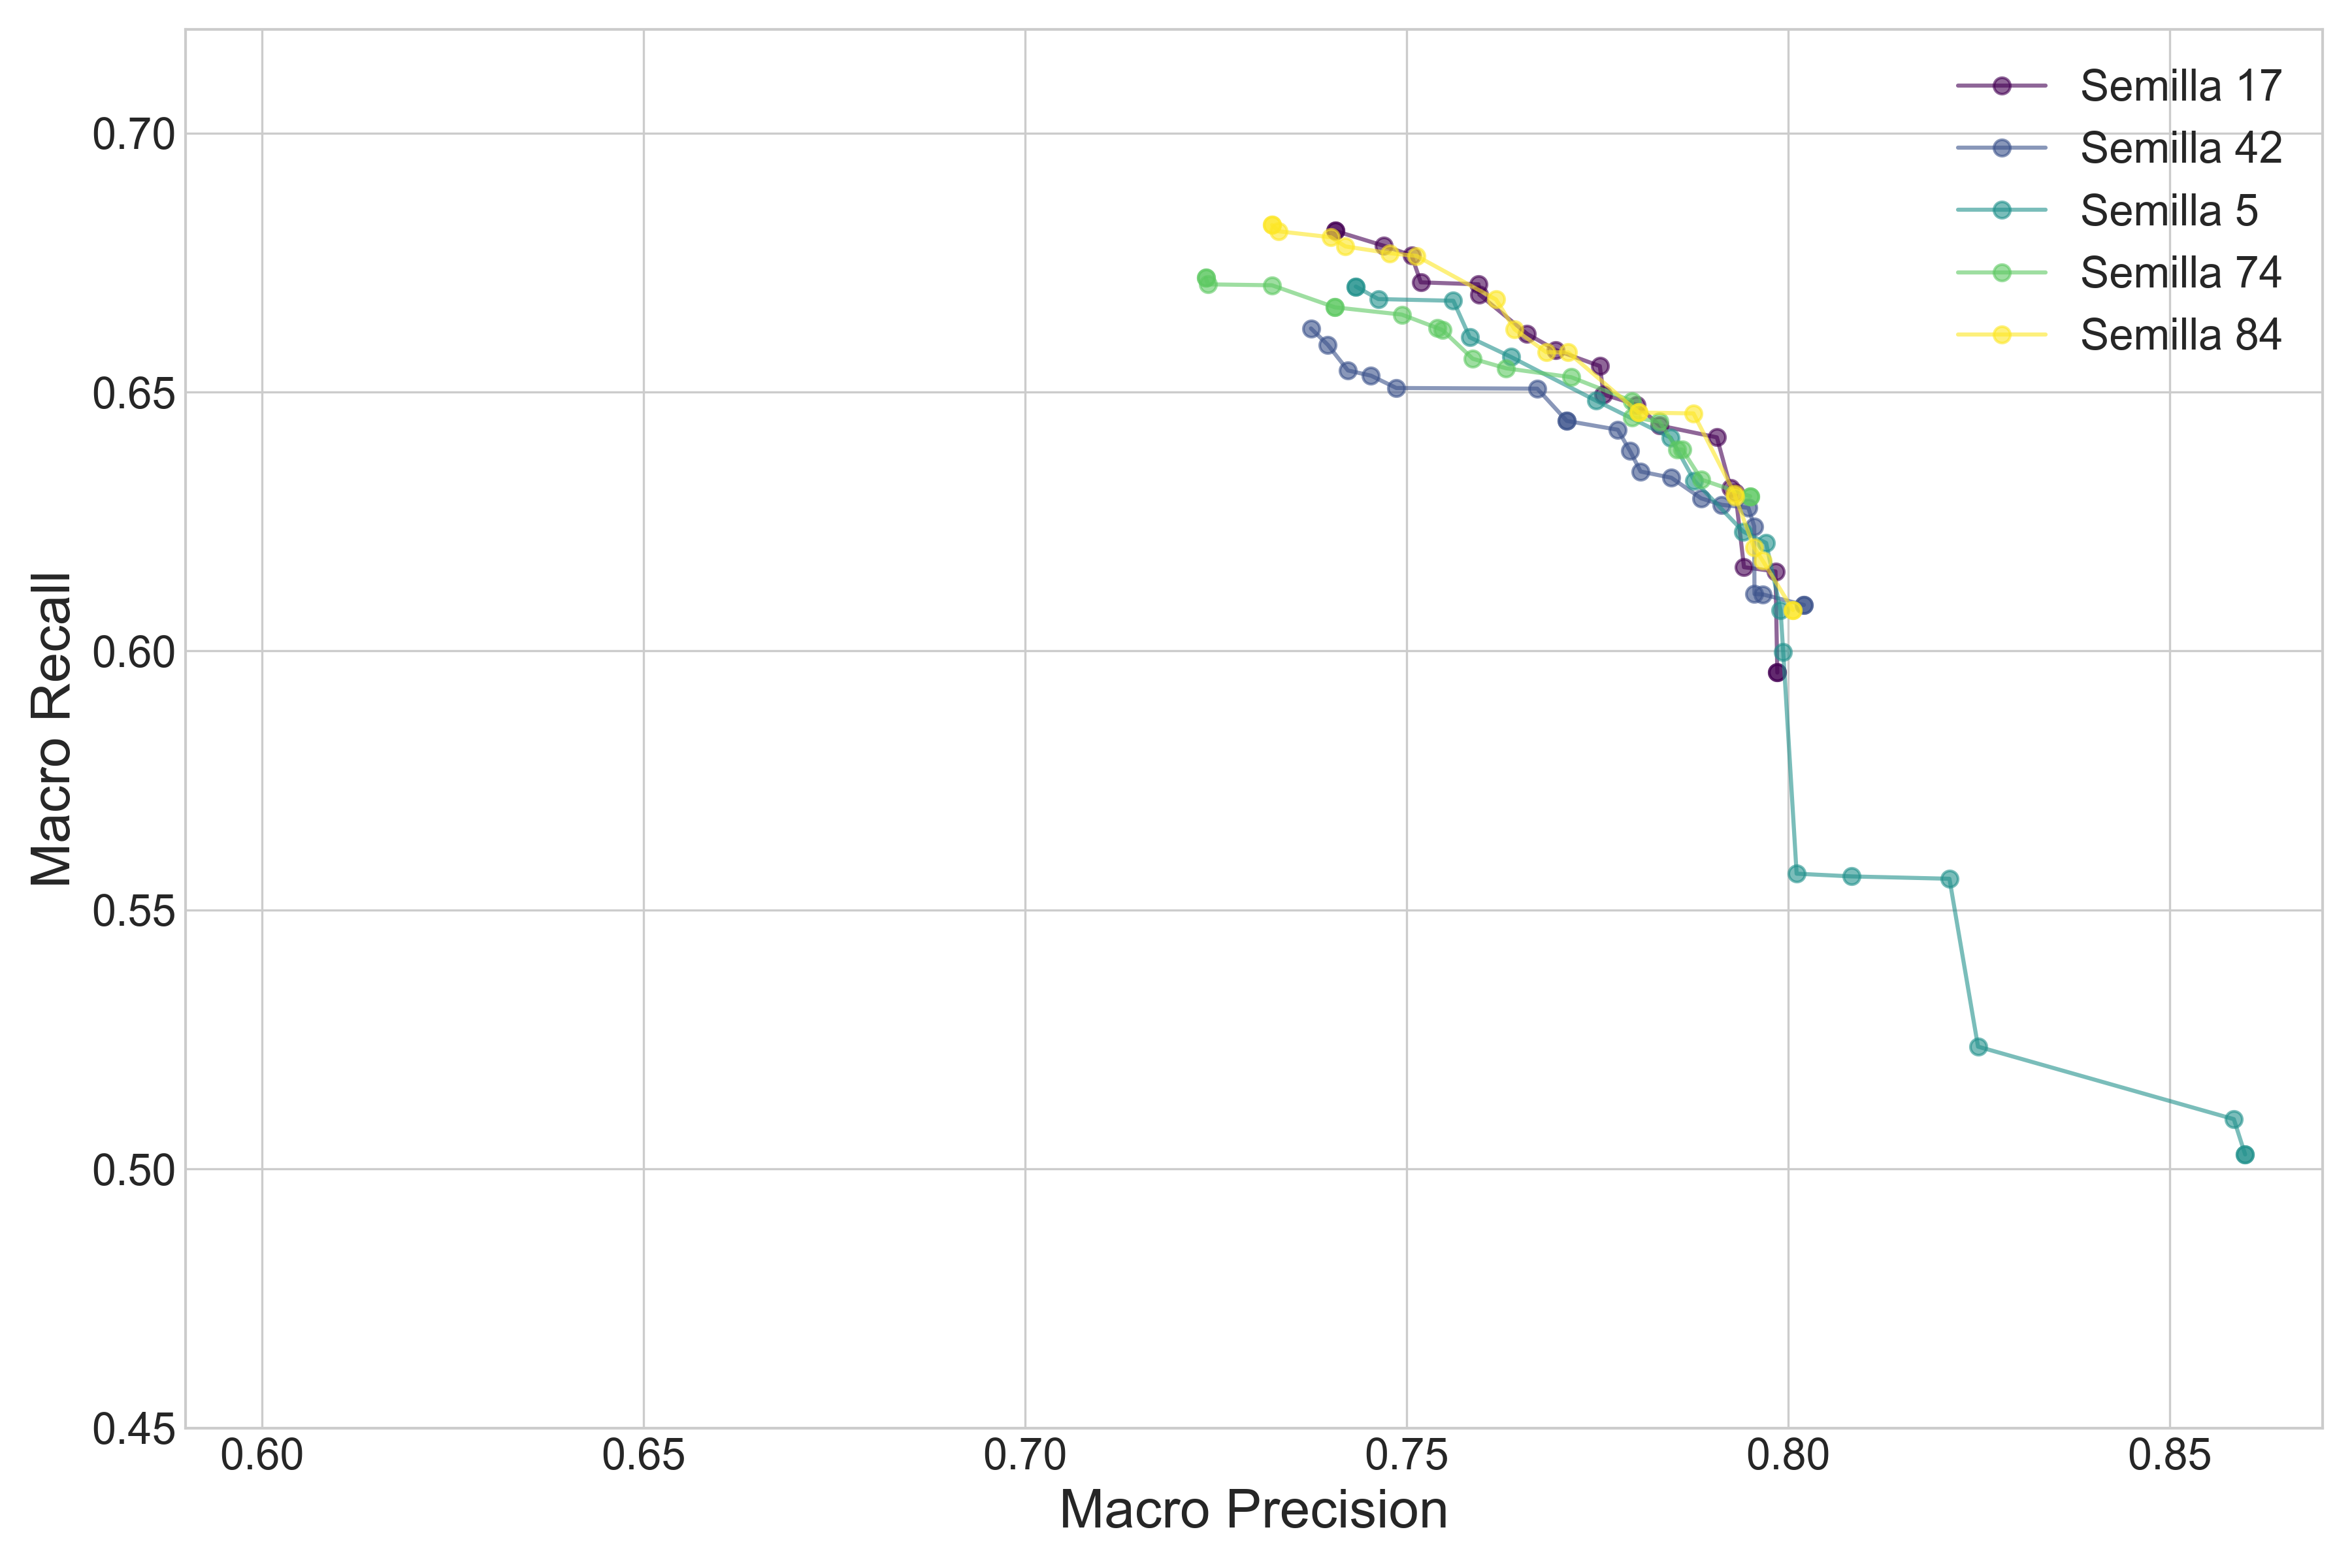 Semilla 17
Semilla 42
Semilla 5
Semilla 74
Semilla 84
0.70
0.65
0.60
0.55
0.50
0.45
Macro Recall
0.60 0.65 0.70 0.75 0.80 0.85
Macro Precision